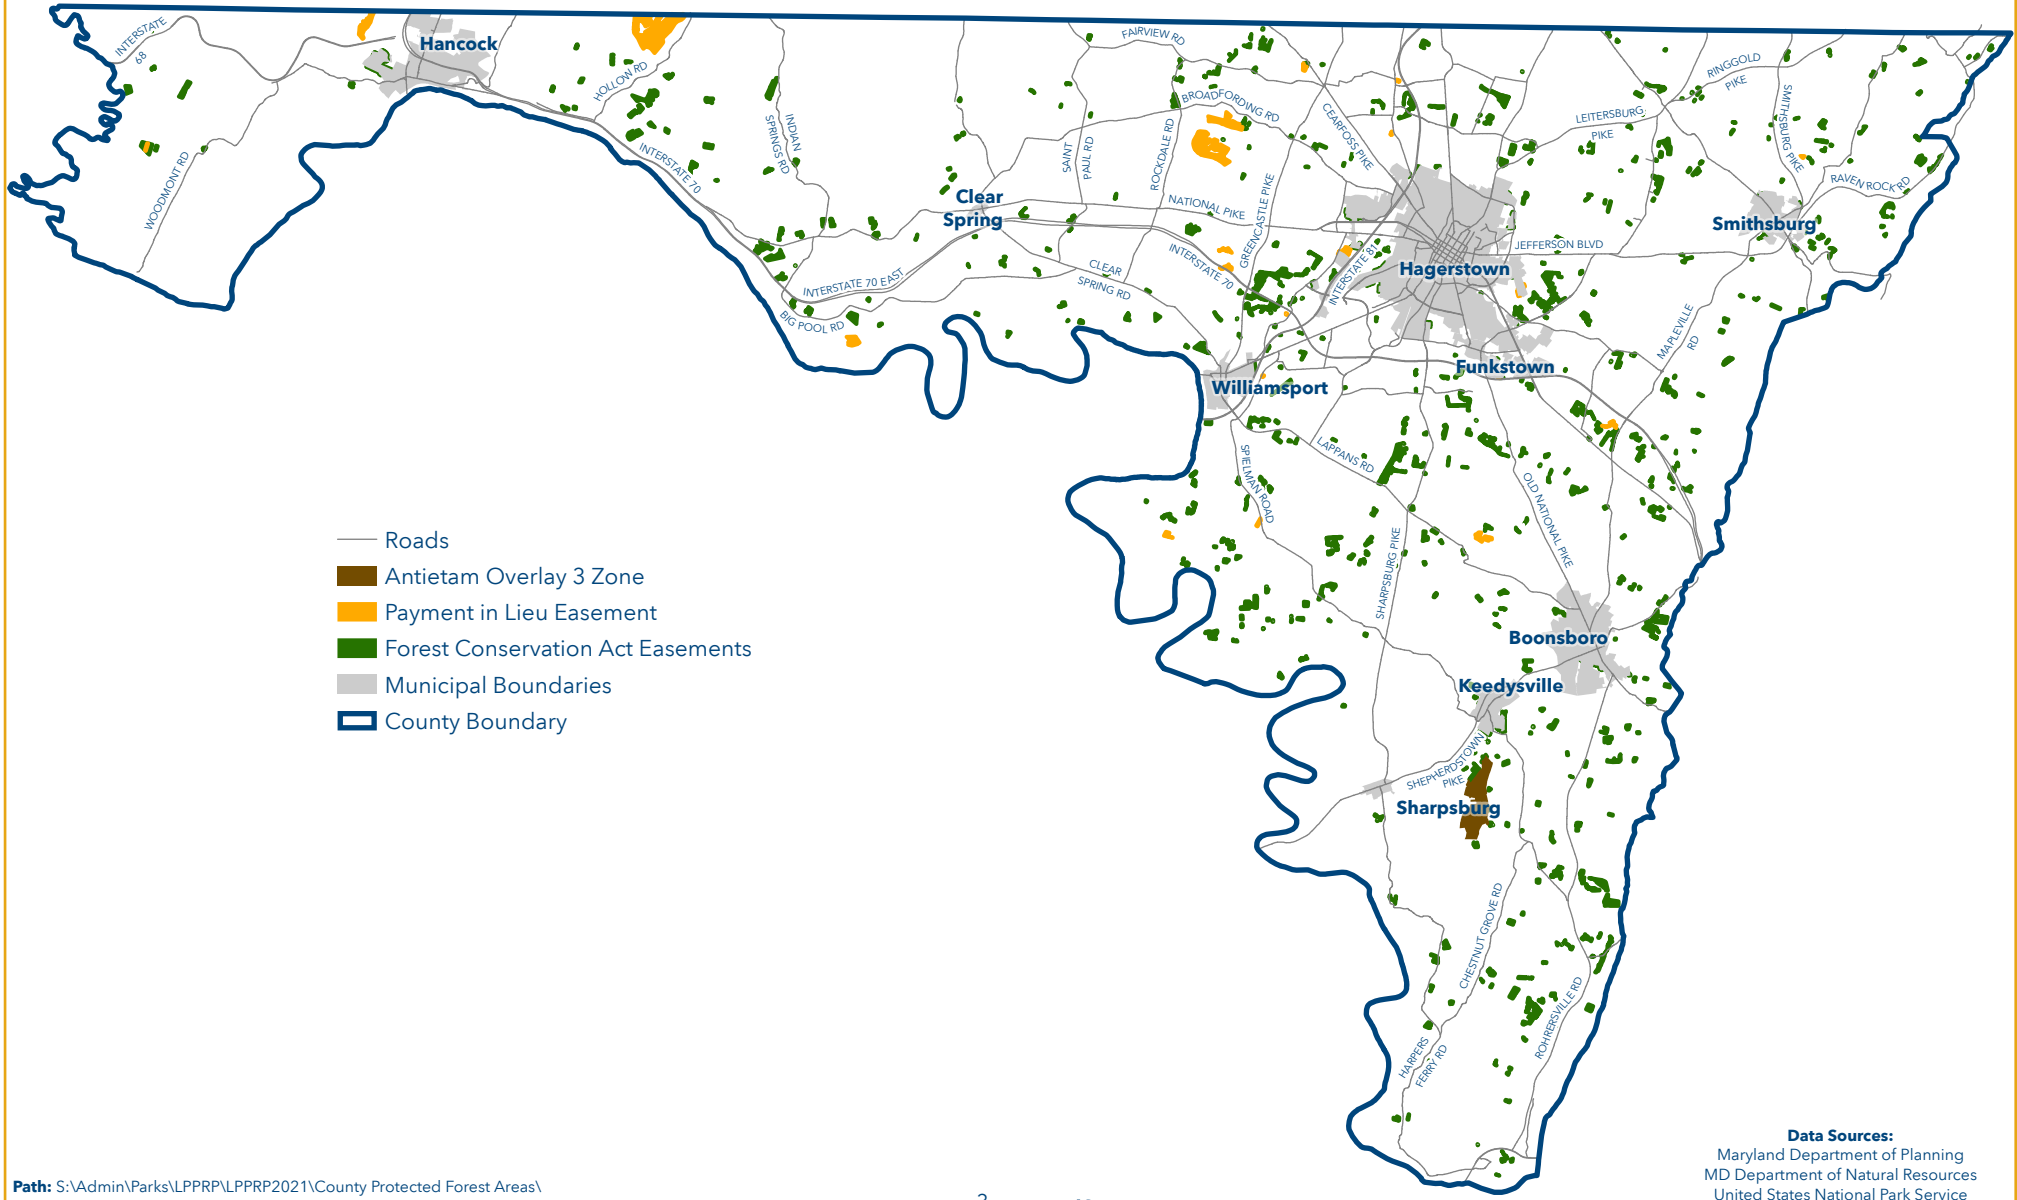 INTERSTATE
68
Hancock
WOODMONT RD
HOLLOW RD
INTERSTATE 70
INDIAN
SPRINGS RD
FAIRVIEW RD
BROADFORDING RD
SAINT
PAUL RD
ROCKDALE RD
CEARFOSS PIKE
LEITERSBURG
PIKE
RINGGOLD
PIKE
SMITHSBURG PIKE
RAVEN ROCK RD
Clear
Spring
NATIONAL PIKE
GREENCASTLE PIKE
Smithsburg
JEFFERSON BLVD
INTERSTATE 70
INTERSTATE 81
Hagerstown
CLEAR
SPRING RD
INTERSTATE 70 EAST
BIG POOL RD
MAPLEVILLE
RD
Funkstown
Williamsport
LAPPANS RD
SPIELMAN ROAD
OLD NATIONAL PIKE
SHARPSBURG PIKE
Roads
Antietam Overlay 3 Zone
Payment in Lieu Easement
Forest Conservation Act Easements
Municipal Boundaries
County Boundary
Boonsboro
Keedysville
SHEPHERDSTOWN
PIKE
Sharpsburg
CHESTNUT GROVE RD
ROHRERSVILLE RD
HARPERS
FERRY RD
Data Sources:
Maryland Department of Planning
MD Department of Natural Resources
United States National Park Service
Path: S:\Admin\Parks\LPPRP\LPPRP2021\County Protected Forest Areas\